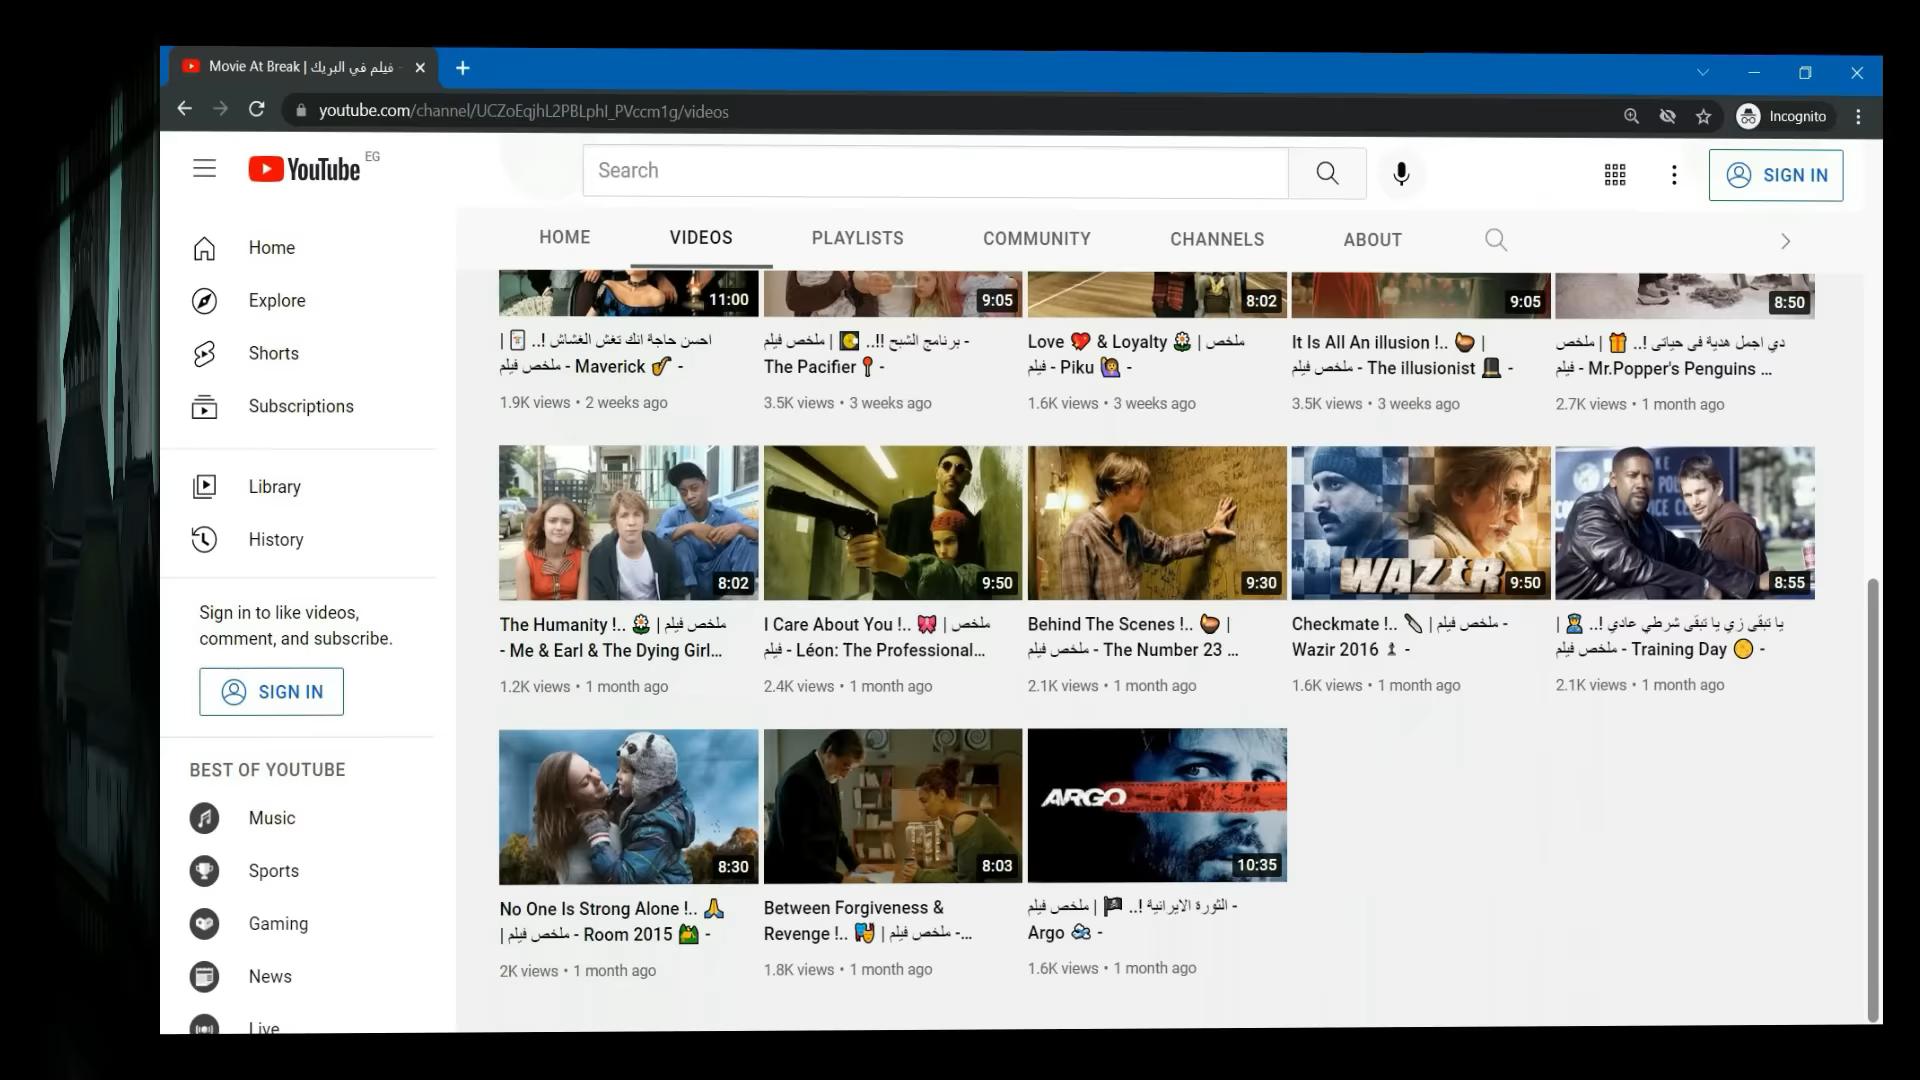 Movie At Break | فيلم في البريك -
youtube.com/channel/UCZoEqjhL2PBLphI_PVccm1g/videos
Incognito
YouTube EG
Search
SIGN IN
HOME
VIDEOS
PLAYLISTS
COMMUNITY
CHANNELS
ABOUT
Home
Explore
Shorts
Subscriptions
Library
History
Sign in to like videos,
comment, and subscribe.
SIGN IN
BEST OF YOUTUBE
Music
Sports
Gaming
News
Live
11:00
احسن حاجة انك تغش الغشاش !.. 🃏 |
ملخص فيلم - Maverick 🎷 -
1.9K views • 2 weeks ago
9:05
برنامج الشبح !!.. 💽 | ملخص فيلم -
The Pacifier 📍 -
3.5K views • 3 weeks ago
8:02
Love ❤️ & Loyalty 🌼 | ملخص
فيلم - Piku 🙋 -
1.6K views • 3 weeks ago
9:05
It Is All An illusion !.. |
ملخص فيلم - The illusionist 🎩 -
3.5K views • 3 weeks ago
8:50
دي اجمل هدية فى حياتى !.. 🎁 | ملخص
فيلم - Mr.Popper's Penguins ...
2.7K views • 1 month ago
8:02
The Humanity !.. 🌼 | ملخص فيلم
- Me & Earl & The Dying Girl...
1.2K views • 1 month ago
9:50
I Care About You !.. 🎀 | ملخص
فيلم - Léon: The Professional...
2.4K views • 1 month ago
9:30
Behind The Scenes !.. |
ملخص فيلم - The Number 23 ...
2.1K views • 1 month ago
WAZIR
9:50
Checkmate !.. | ملخص فيلم -
Wazir 2016 -
1.6K views • 1 month ago
8:55
يا تبقى زي يا تبقى شرطي عادي !.. 👮 |
ملخص فيلم - Training Day -
2.1K views • 1 month ago
8:30
No One Is Strong Alone !.. 🙏
| ملخص فيلم - Room 2015 -
2K views • 1 month ago
8:03
Between Forgiveness &
Revenge !.. 🎭 | ملخص فيلم -...
1.8K views • 1 month ago
ARGO
10:35
الثورة الايرانية !.. 🏴 | ملخص فيلم -
Argo -
1.6K views • 1 month ago